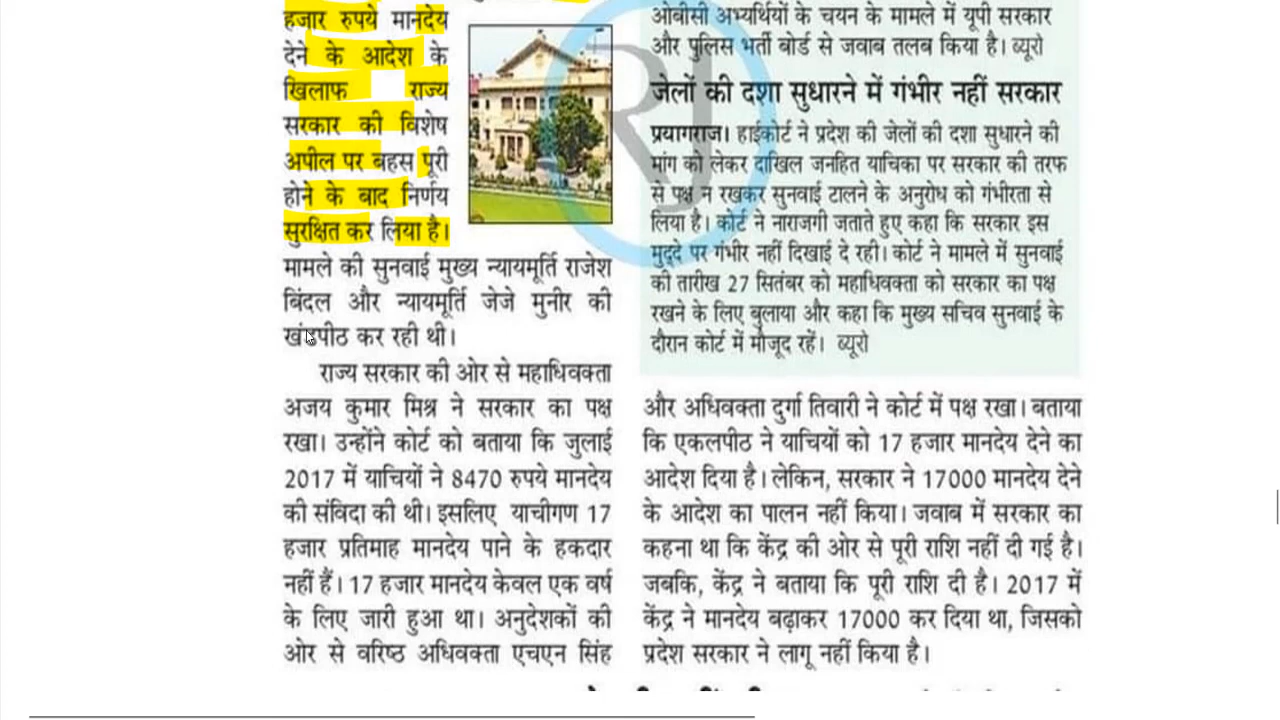 हजार रुपये मानदेय
देने के आदेश के
खिलाफ राज्य
सरकार की विशेष
अपील पर बहस पूरी
होने के बाद निर्णय
सुरक्षित कर लिया है।
मामले की सुनवाई मुख्य न्यायमूर्ति राजेश
बिंदल और न्यायमूर्ति जेजे मुनीर की
खंडपीठ कर रही थी।
राज्य सरकार की ओर से महाधिवक्ता
अजय कुमार मिश्र ने सरकार का पक्ष
रखा। उन्होंने कोर्ट को बताया कि जुलाई
2017 में याचियों ने 8470 रुपये मानदेय
की संविदा की थी। इसलिए याचीगण 17
हजार प्रतिमाह मानदेय पाने के हकदार
नहीं हैं। 17 हजार मानदेय केवल एक वर्ष
के लिए जारी हुआ था। अनुदेशकों की
ओर से वरिष्ठ अधिवक्ता एचएन सिंह
ओबीसी अभ्यर्थियों के चयन के मामले में यूपी सरकार
और पुलिस भर्ती बोर्ड से जवाब तलब किया है। ब्यूरो
जेलों की दशा सुधारने में गंभीर नहीं सरकार
प्रयागराज। हाईकोर्ट ने प्रदेश की जेलों की दशा सुधारने की
मांग को लेकर दाखिल जनहित याचिका पर सरकार की तरफ
से पक्ष न रखकर सुनवाई टालने के अनुरोध को गंभीरता से
लिया है। कोर्ट ने नाराजगी जताते हुए कहा कि सरकार इस
मुद्दे पर गंभीर नहीं दिखाई दे रही। कोर्ट ने मामले में सुनवाई
की तारीख 27 सितंबर को महाधिवक्ता को सरकार का पक्ष
रखने के लिए बुलाया और कहा कि मुख्य सचिव सुनवाई के
दौरान कोर्ट में मौजूद रहें। ब्यूरो
और अधिवक्ता दुर्गा तिवारी ने कोर्ट में पक्ष रखा। बताया
कि एकलपीठ ने याचियों को 17 हजार मानदेय देने का
आदेश दिया है। लेकिन, सरकार ने 17000 मानदेय देने
के आदेश का पालन नहीं किया। जवाब में सरकार का
कहना था कि केंद्र की ओर से पूरी राशि नहीं दी गई है।
जबकि, केंद्र ने बताया कि पूरी राशि दी है। 2017 में
केंद्र ने मानदेय बढ़ाकर 17000 कर दिया था, जिसको
प्रदेश सरकार ने लागू नहीं किया है।